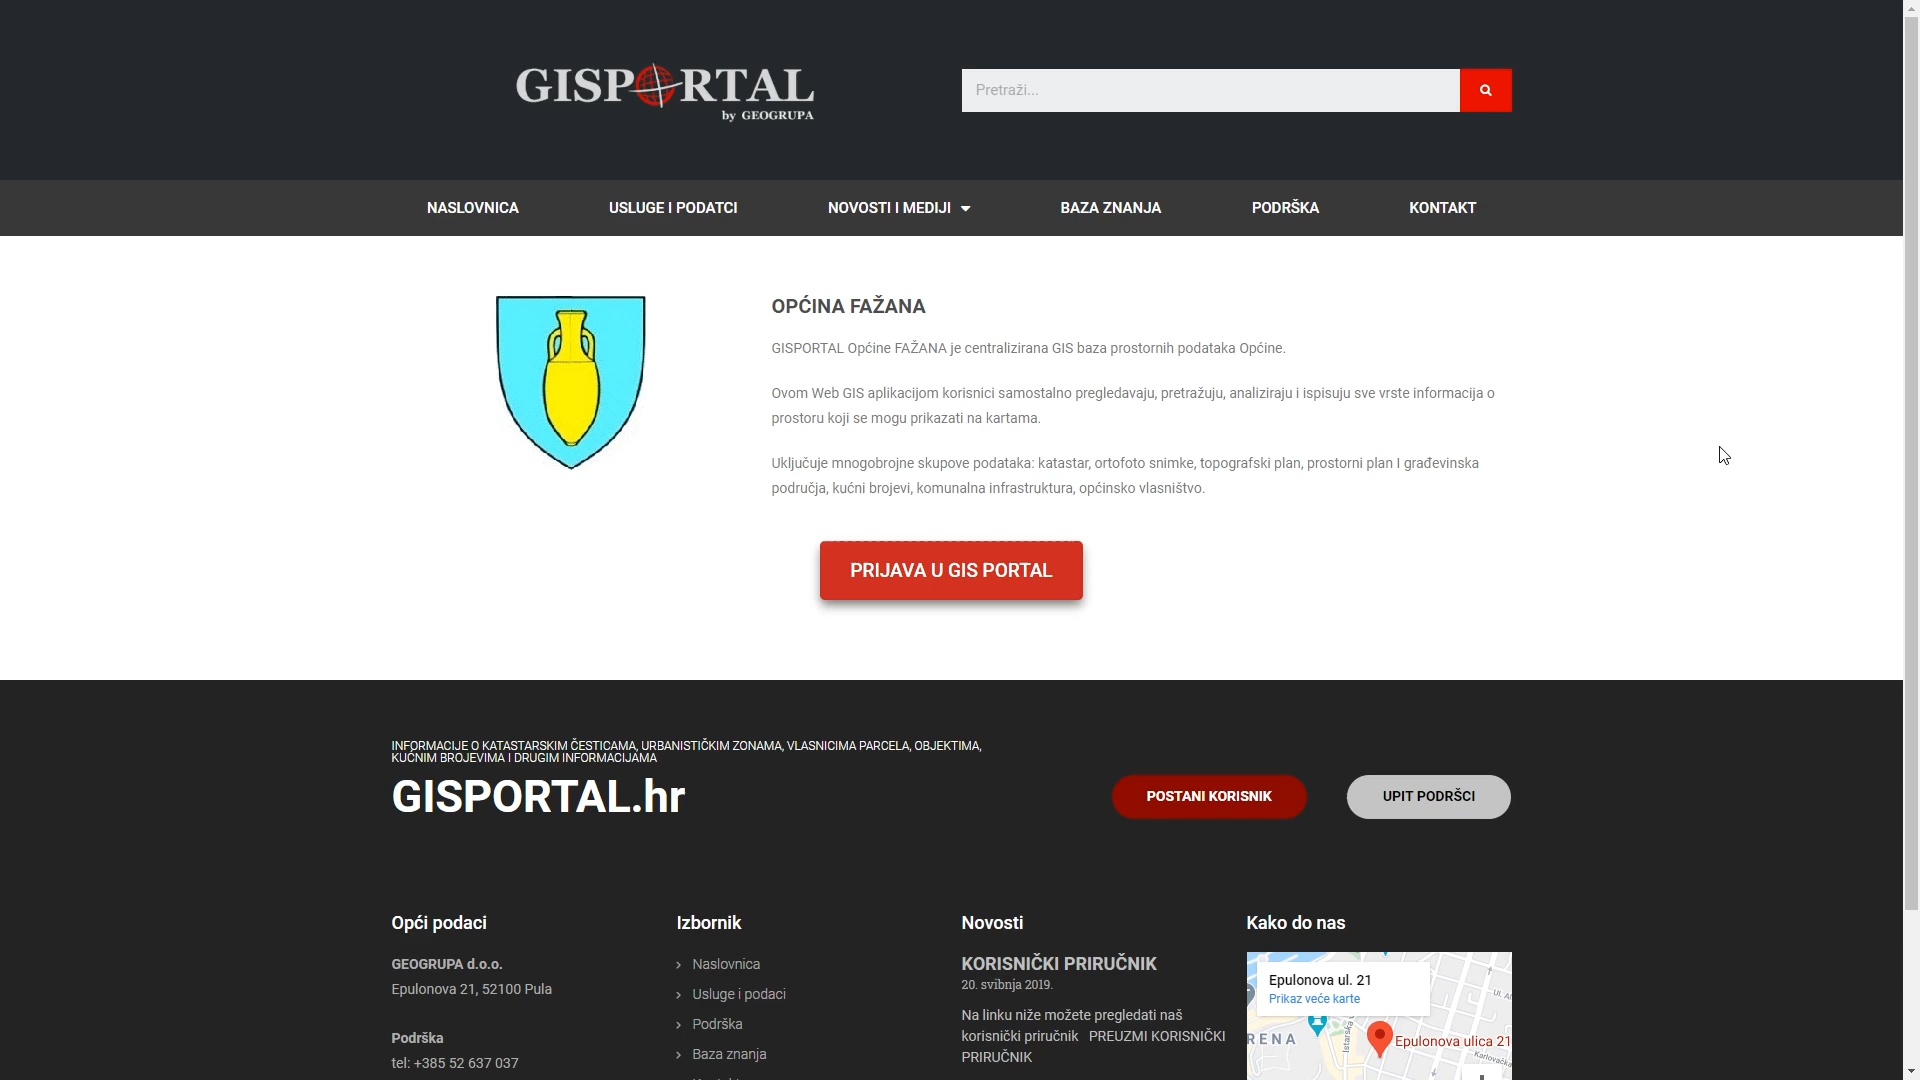 GISPORTAL
by GEOGRUPA
Pretraži...
NASLOVNICA
USLUGE I PODATCI
NOVOSTI I MEDIJI
BAZA ZNANJA
PODRŠKA
KONTAKT
OPĆINA FAŽANA
GISPORTAL Općine FAŽANA je centralizirana GIS baza prostornih podataka Općine.
Ovom Web GIS aplikacijom korisnici samostalno pregledavaju, pretražuju, analiziraju i ispisuju sve vrste informacija o
prostoru koji se mogu prikazati na kartama.
Uključuje mnogobrojne skupove podataka: katastar, ortofoto snimke, topografski plan, prostorni plan I građevinska
područja, kućni brojevi, komunalna infrastruktura, općinsko vlasništvo.
PRIJAVA U GIS PORTAL
INFORMACIJE O KATASTARSKIM ČESTICAMA, URBANISTIČKIM ZONAMA, VLASNICIMA PARCELA, OBJEKTIMA,
KUĆNIM BROJEVIMA I DRUGIM INFORMACIJAMA
GISPORTAL.hr
POSTANI KORISNIK
UPIT PODRŠCI
Opći podaci
GEOGRUPA d.o.o.
Epulonova 21, 52100 Pula
Podrška
tel: +385 52 637 037
Izbornik
Naslovnica
Usluge i podaci
Podrška
Baza znanja
Novosti
KORISNIČKI PRIRUČNIK
20. svibnja 2019.
Na linku niže možete pregledati naš
korisnički priručnik PREUZMI KORISNIČKI
PRIRUČNIK
Kako do nas
Epulonova ul. 21
Prikaz veće karte
RENA
Epulonova ulica 21